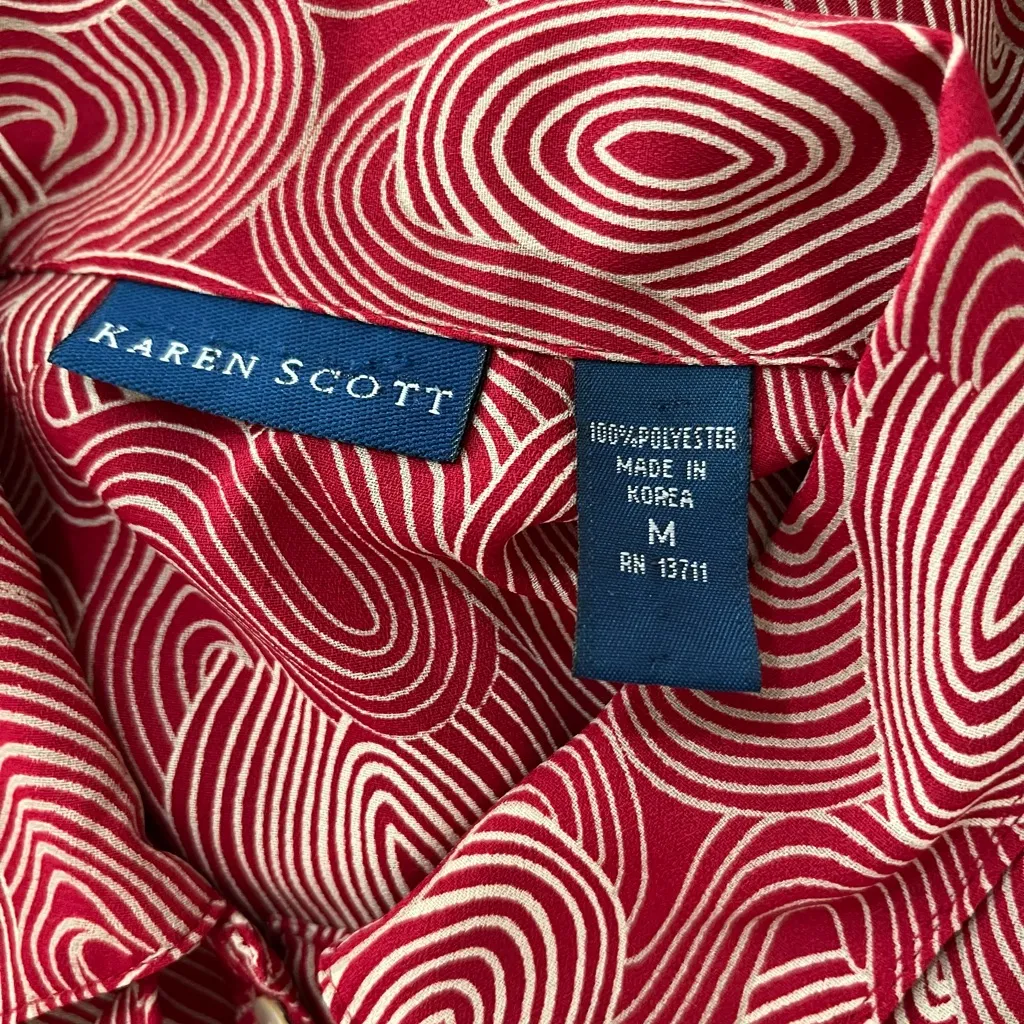 KAREN SCOTT
100%POLYESTER
MADE IN
KOREA
M
RN 13711